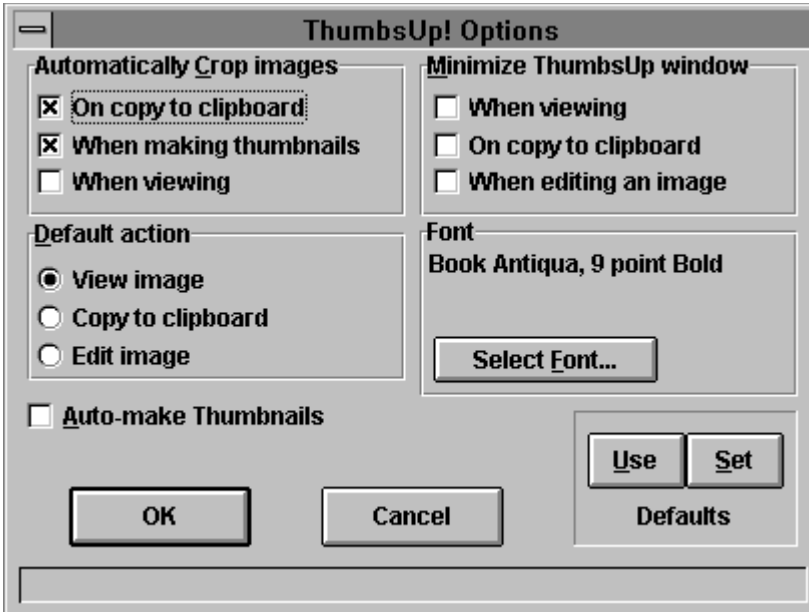 ThumbsUp! Options
Automatically Crop images
On copy to clipboard
When making thumbnails
When viewing
Minimize ThumbsUp window
When viewing
On copy to clipboard
When editing an image
Default action
View image
Copy to clipboard
Edit image
Font
Book Antiqua, 9 point Bold
Select Font...
Auto-make Thumbnails
Use
Set
Defaults
OK
Cancel